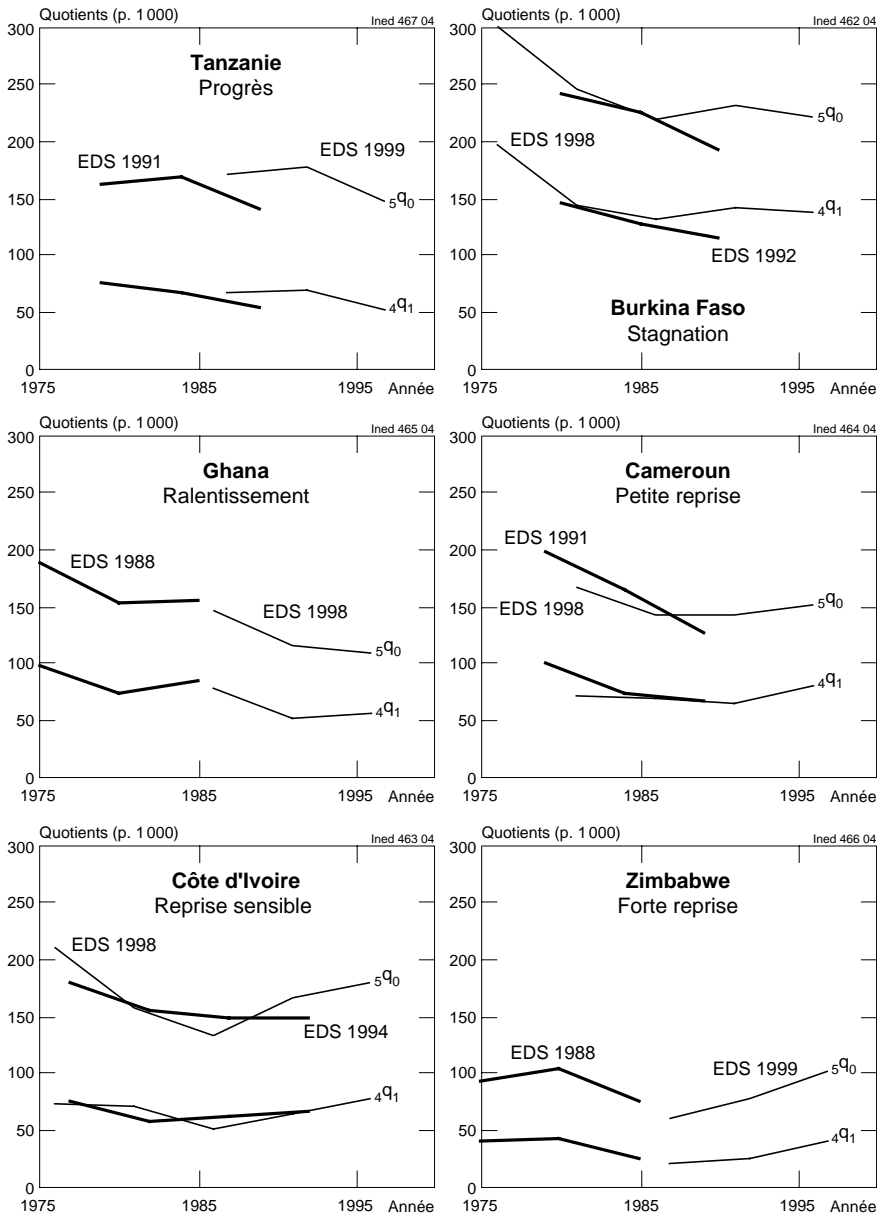 Quotients (p. 1 000)
Ined 467 04
300
250
200
150
100
50
0
Tanzanie
Progrès
EDS 1991
EDS 1999
5q0
4q1
1975
1985
1995
Année
Quotients (p. 1 000)
Ined 462 04
300
250
200
150
100
50
0
EDS 1998
5q0
4q1
EDS 1992
Burkina Faso
Stagnation
1975
1985
1995
Année
Quotients (p. 1 000)
Ined 465 04
300
250
200
150
100
50
0
Ghana
Ralentissement
EDS 1988
EDS 1998
5q0
4q1
1975
1985
1995
Année
Quotients (p. 1 000)
Ined 464 04
300
250
200
150
100
50
0
Cameroun
Petite reprise
EDS 1991
EDS 1998
5q0
4q1
1975
1985
1995
Année
Quotients (p. 1 000)
Ined 463 04
300
250
200
150
100
50
0
Côte d'Ivoire
Reprise sensible
EDS 1998
5q0
EDS 1994
4q1
1975
1985
1995
Année
Quotients (p. 1 000)
Ined 466 04
300
250
200
150
100
50
0
Zimbabwe
Forte reprise
EDS 1988
EDS 1999
5q0
4q1
1975
1985
1995
Année